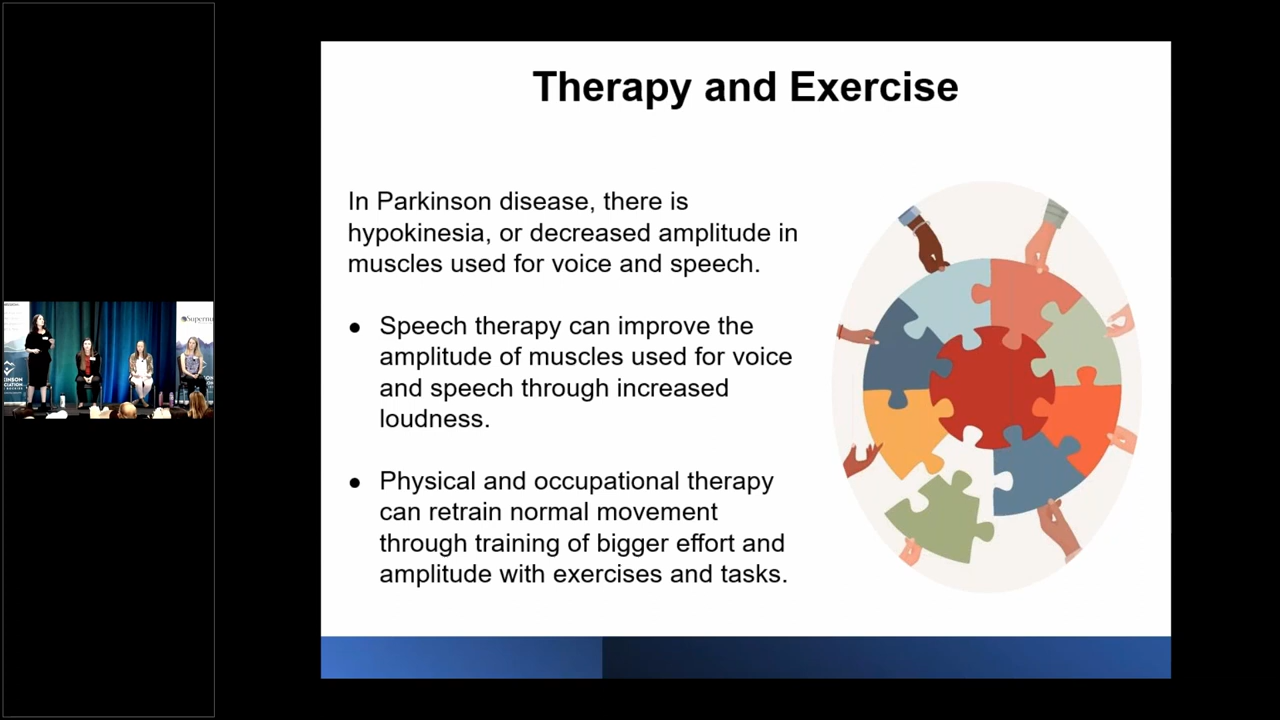 Therapy and Exercise
In Parkinson disease, there is
hypokinesia, or decreased amplitude in
muscles used for voice and speech.
● Speech therapy can improve the
amplitude of muscles used for voice
and speech through increased
loudness.
● Physical and occupational therapy
can retrain normal movement
through training of bigger effort and
amplitude with exercises and tasks.